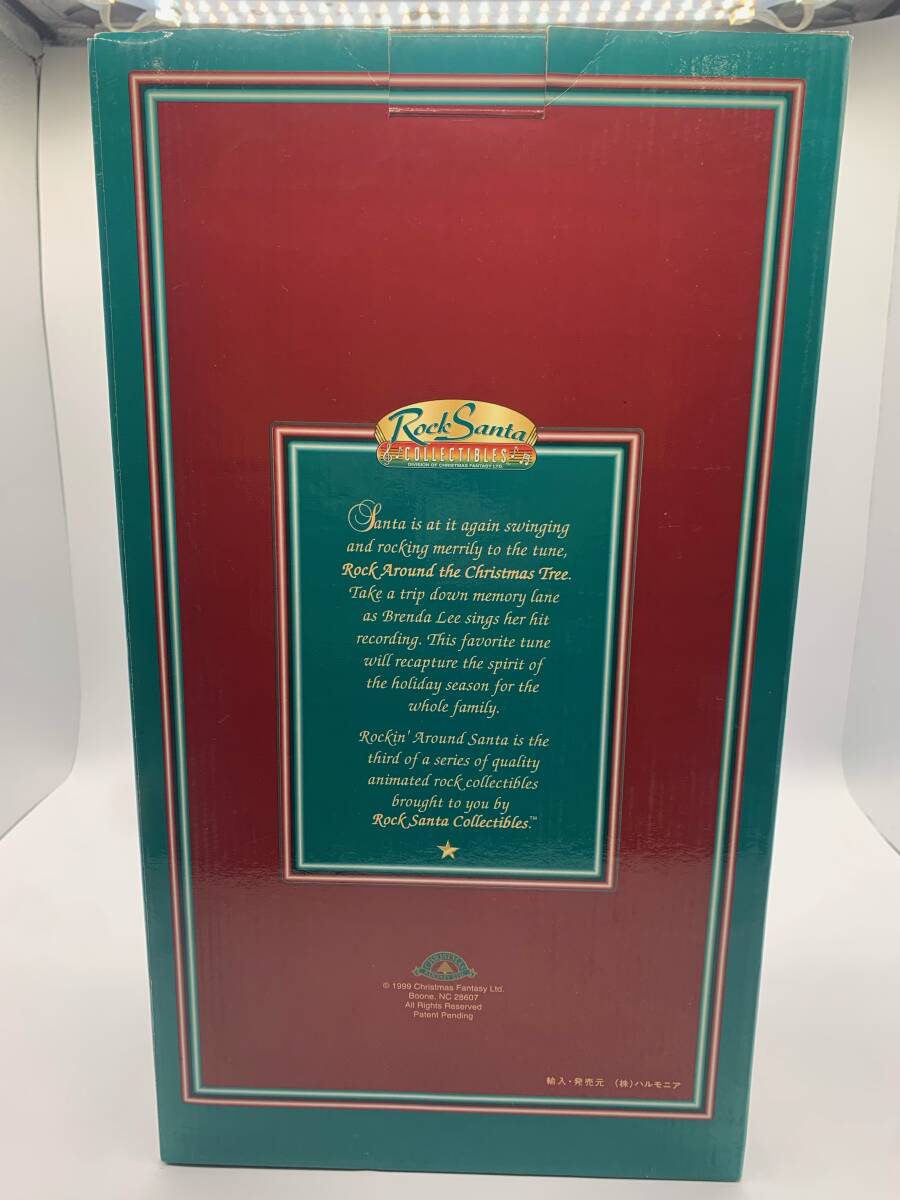 Rock Santa
COLLECTIBLES
DIVISION OF CHRISTMAS FANTASY LTD.
Santa is at it again swinging
and rocking merrily to the tune,
Rock Around the Christmas Tree.
Take a trip down memory lane
as Brenda Lee sings her hit
recording. This favorite tune
will recapture the spirit of
the holiday season for the
whole family.
Rockin' Around Santa is the
third of a series of quality
animated rock collectibles
brought to you by
Rock Santa Collectibles.™
CHRISTMAS
FANTASY LTD.
© 1999 Christmas Fantasy Ltd.
Boone, NC 28607
All Rights Reserved
Patent Pending
輸入・発売元 (株)ハルモニア